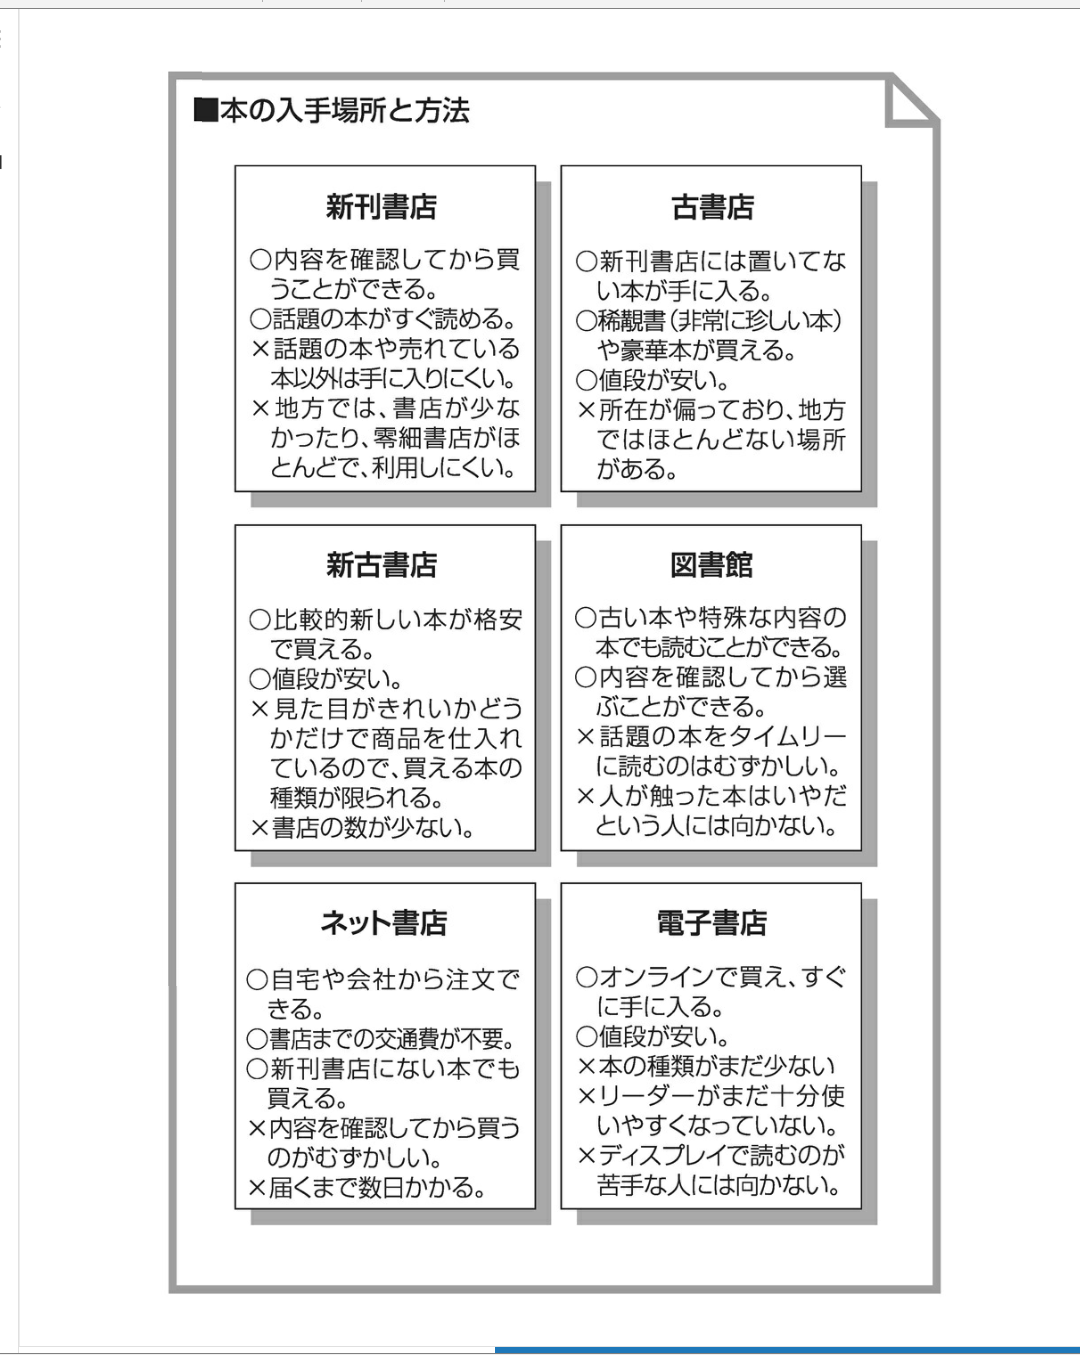 ■本の入手場所と方法
新刊書店
○内容を確認してから買
うことができる。
○話題の本がすぐ読める。
×話題の本や売れている
本以外は手に入りにくい。
×地方では、書店が少な
かったり、零細書店がほ
とんどで、利用しにくい。
古書店
○新刊書店には置いてな
い本が手に入る。
○稀覯書(非常に珍しい本)
や豪華本が買える。
○値段が安い。
×所在が偏っており、地方
ではほとんどない場所
がある。
新古書店
○比較的新しい本が格安
で買える。
○値段が安い。
×見た目がきれいかどう
かだけで商品を仕入れ
ているので、買える本の
種類が限られる。
×書店の数が少ない。
図書館
○古い本や特殊な内容の
本でも読むことができる。
○内容を確認してから選
ぶことができる。
×話題の本をタイムリー
に読むのはむずかしい。
×人が触った本はいやだ
という人には向かない。
ネット書店
○自宅や会社から注文で
きる。
○書店までの交通費が不要。
○新刊書店にない本でも
買える。
×内容を確認してから買う
のがむずかしい。
×届くまで数日かかる。
電子書店
○オンラインで買え、すぐ
に手に入る。
○値段が安い。
×本の種類がまだ少ない
×リーダーがまだ十分使
いやすくなっていない。
×ディスプレイで読むのが
苦手な人には向かない。